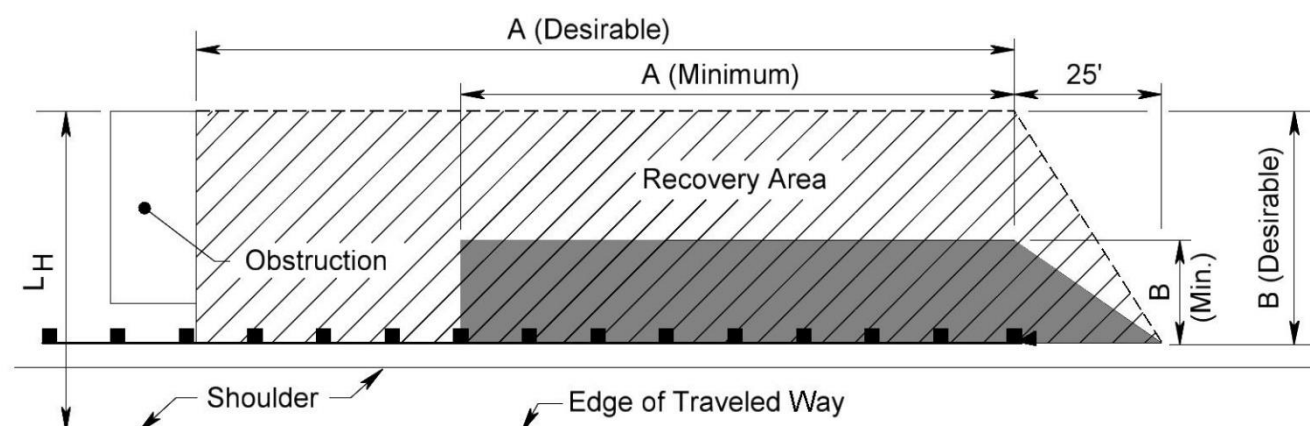 A (Desirable)
A (Minimum)
25'
Recovery Area
Obstruction
LH
B
(Min.)
B (Desirable)
Shoulder
Edge of Traveled Way